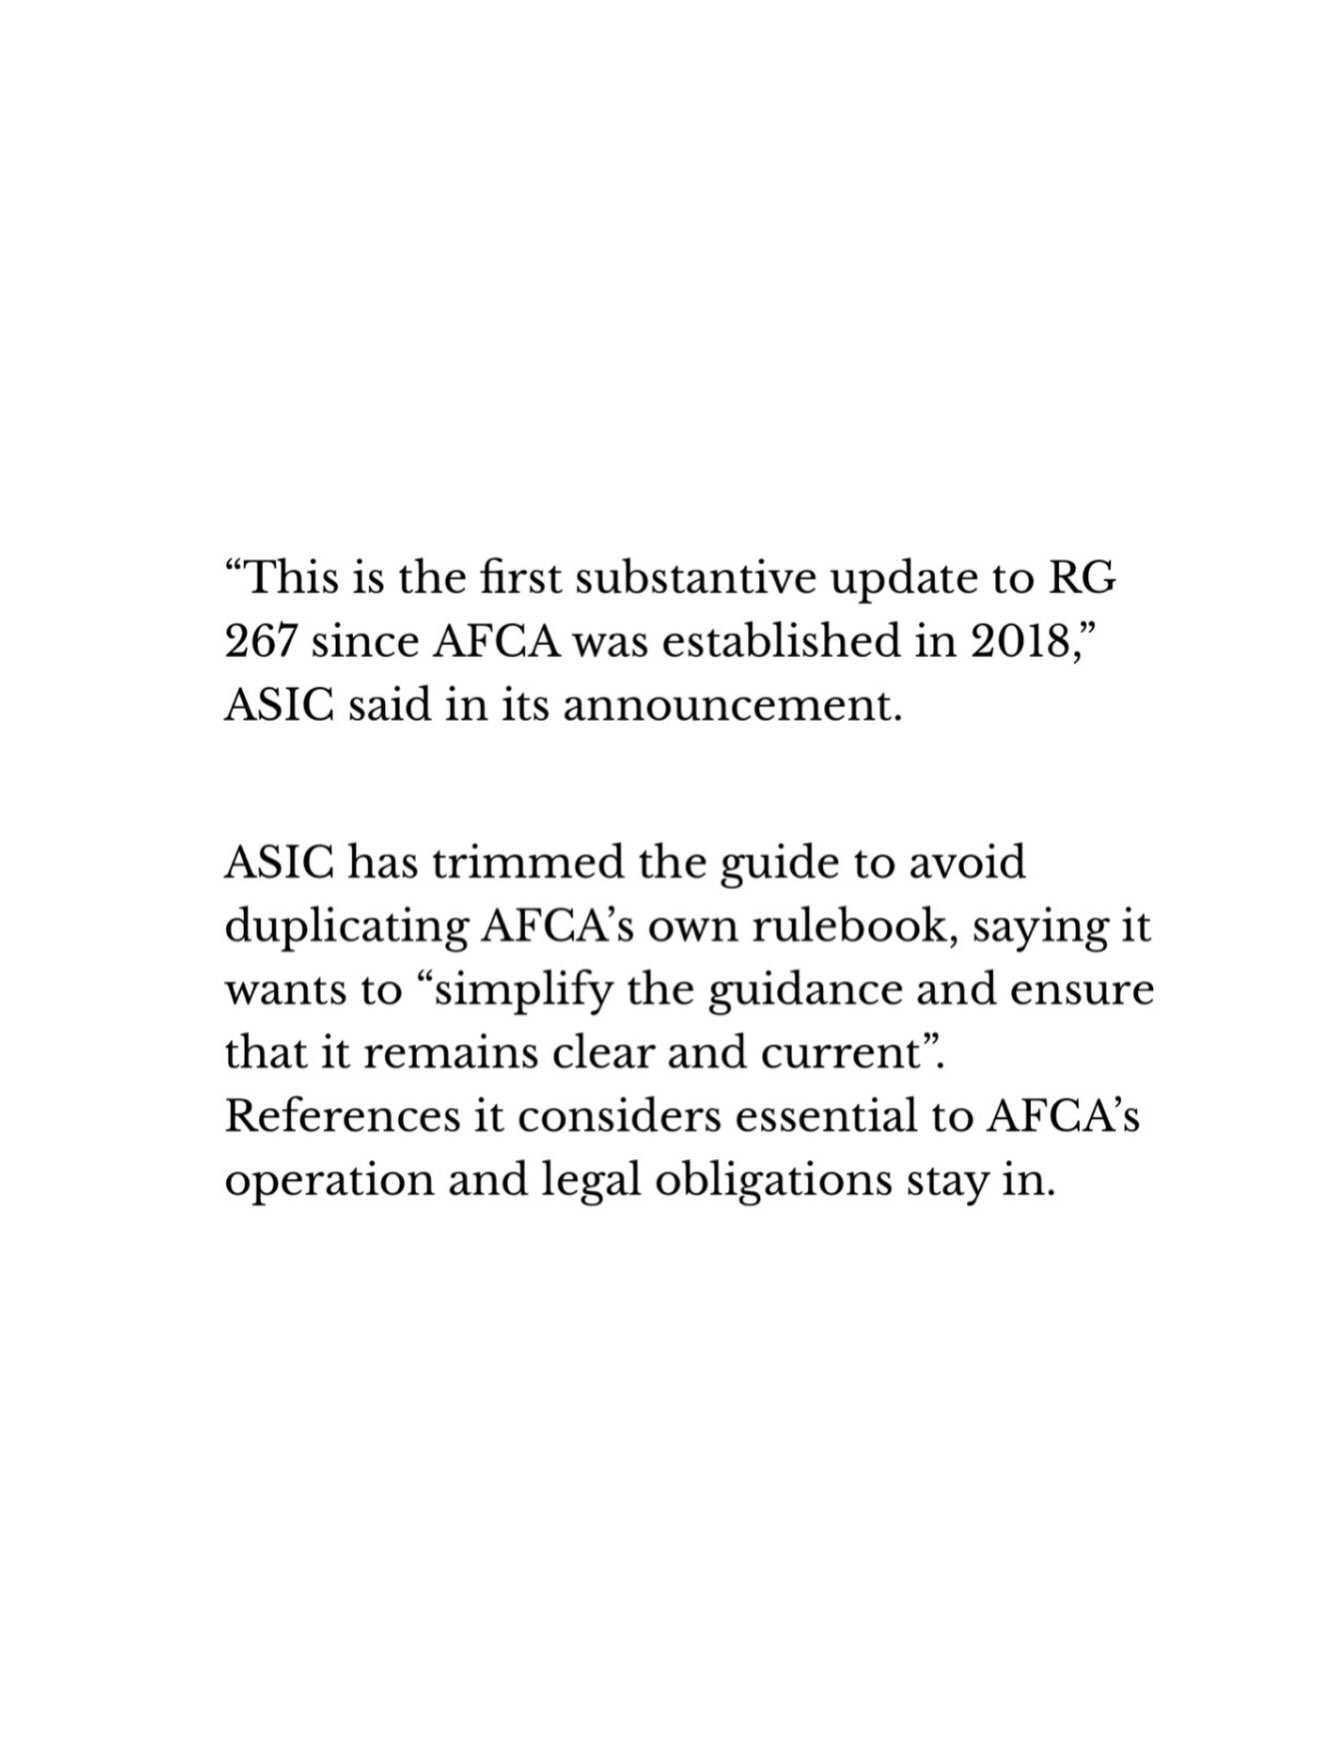 “This is the first substantive update to RG
267 since AFCA was established in 2018,”
ASIC said in its announcement.
ASIC has trimmed the guide to avoid
duplicating AFCA’s own rulebook, saying it
wants to “simplify the guidance and ensure
that it remains clear and current”.
References it considers essential to AFCA’s
operation and legal obligations stay in.